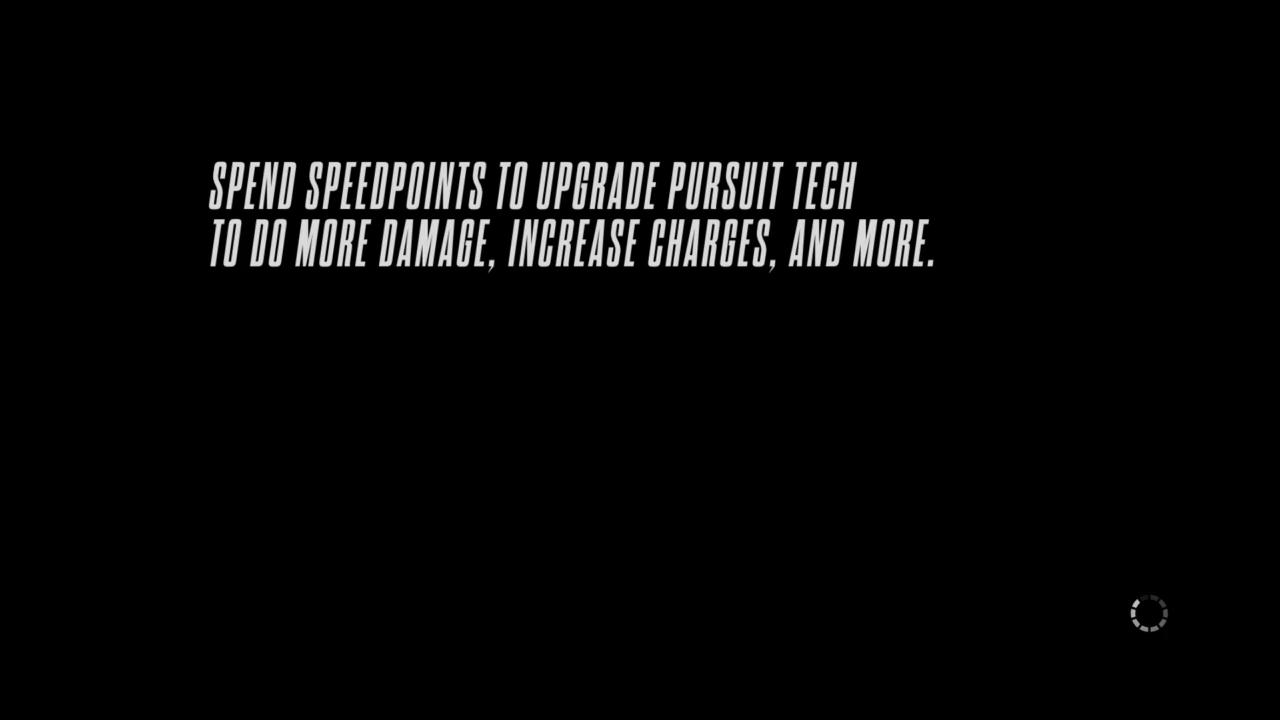 SPEND SPEEDPOINTS TO UPGRADE PURSUIT TECH
TO DO MORE DAMAGE, INCREASE CHARGES, AND MORE.